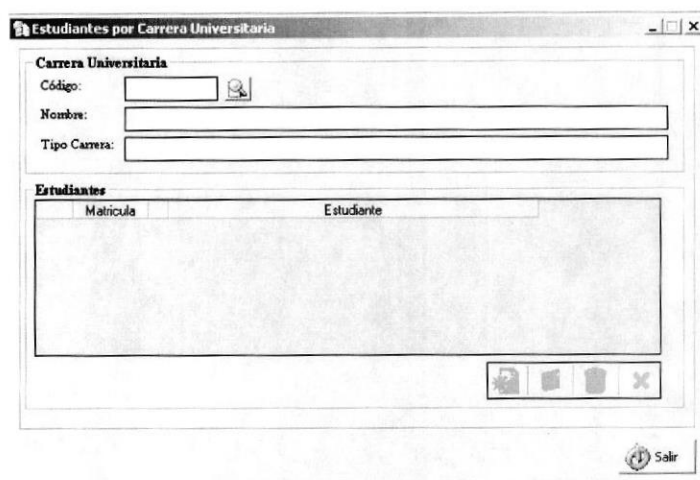 Estudiantes por Carrera Universitaria
Carrera Universitaria
Código:
Nombre:
Tipo Carrera:
Estudiantes
Matricula Estudiante
Salir